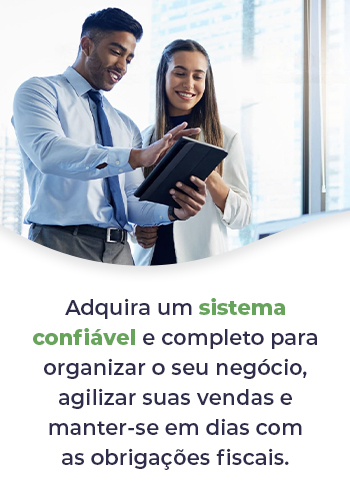 Adquira um sistema
confiável e completo para
organizar o seu negócio,
agilizar suas vendas e
manter-se em dias com
as obrigações fiscais.